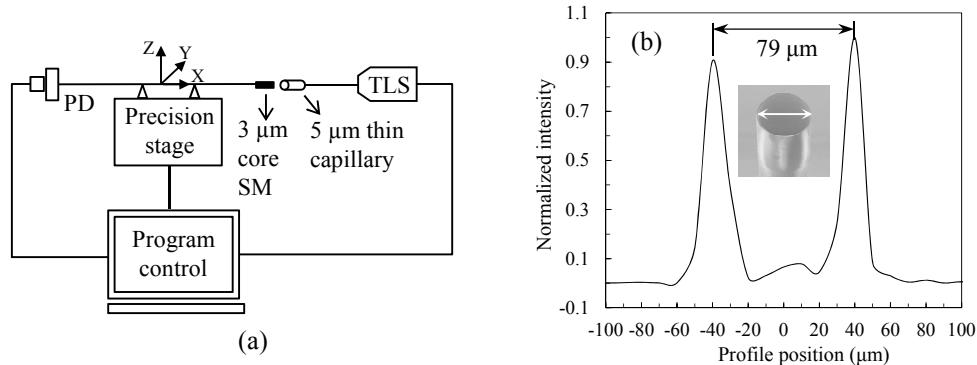 Z
Y
X
PD
TLS
Precision
stage
3 μm
core
SM
5 μm thin
capillary
Program
control
(a)
(b)
79 μm
Normalized intensity
1.1
0.9
0.7
0.5
0.3
0.1
-0.1
-100 -80 -60 -40 -20 0 20 40 60 80 100
Profile position (μm)